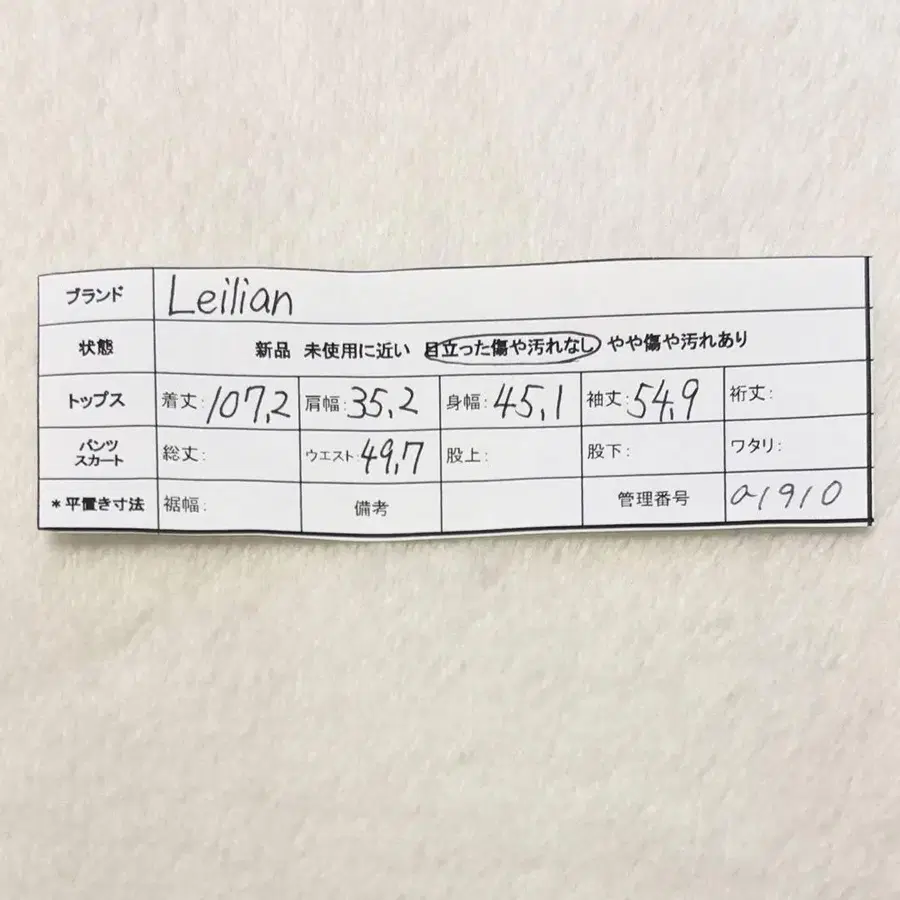 ブランド Leilian
状態 新品 未使用に近い 目立った傷や汚れなし やや傷や汚れあり
トップス 着丈:107,2 肩幅:35,2 身幅:45,1 袖丈:54,9 裄丈:
パンツ
スカート 総丈: ウエスト:49,7 股上: 股下: ワタリ:
*平置き寸法 裾幅: 備考 管理番号 a-1910